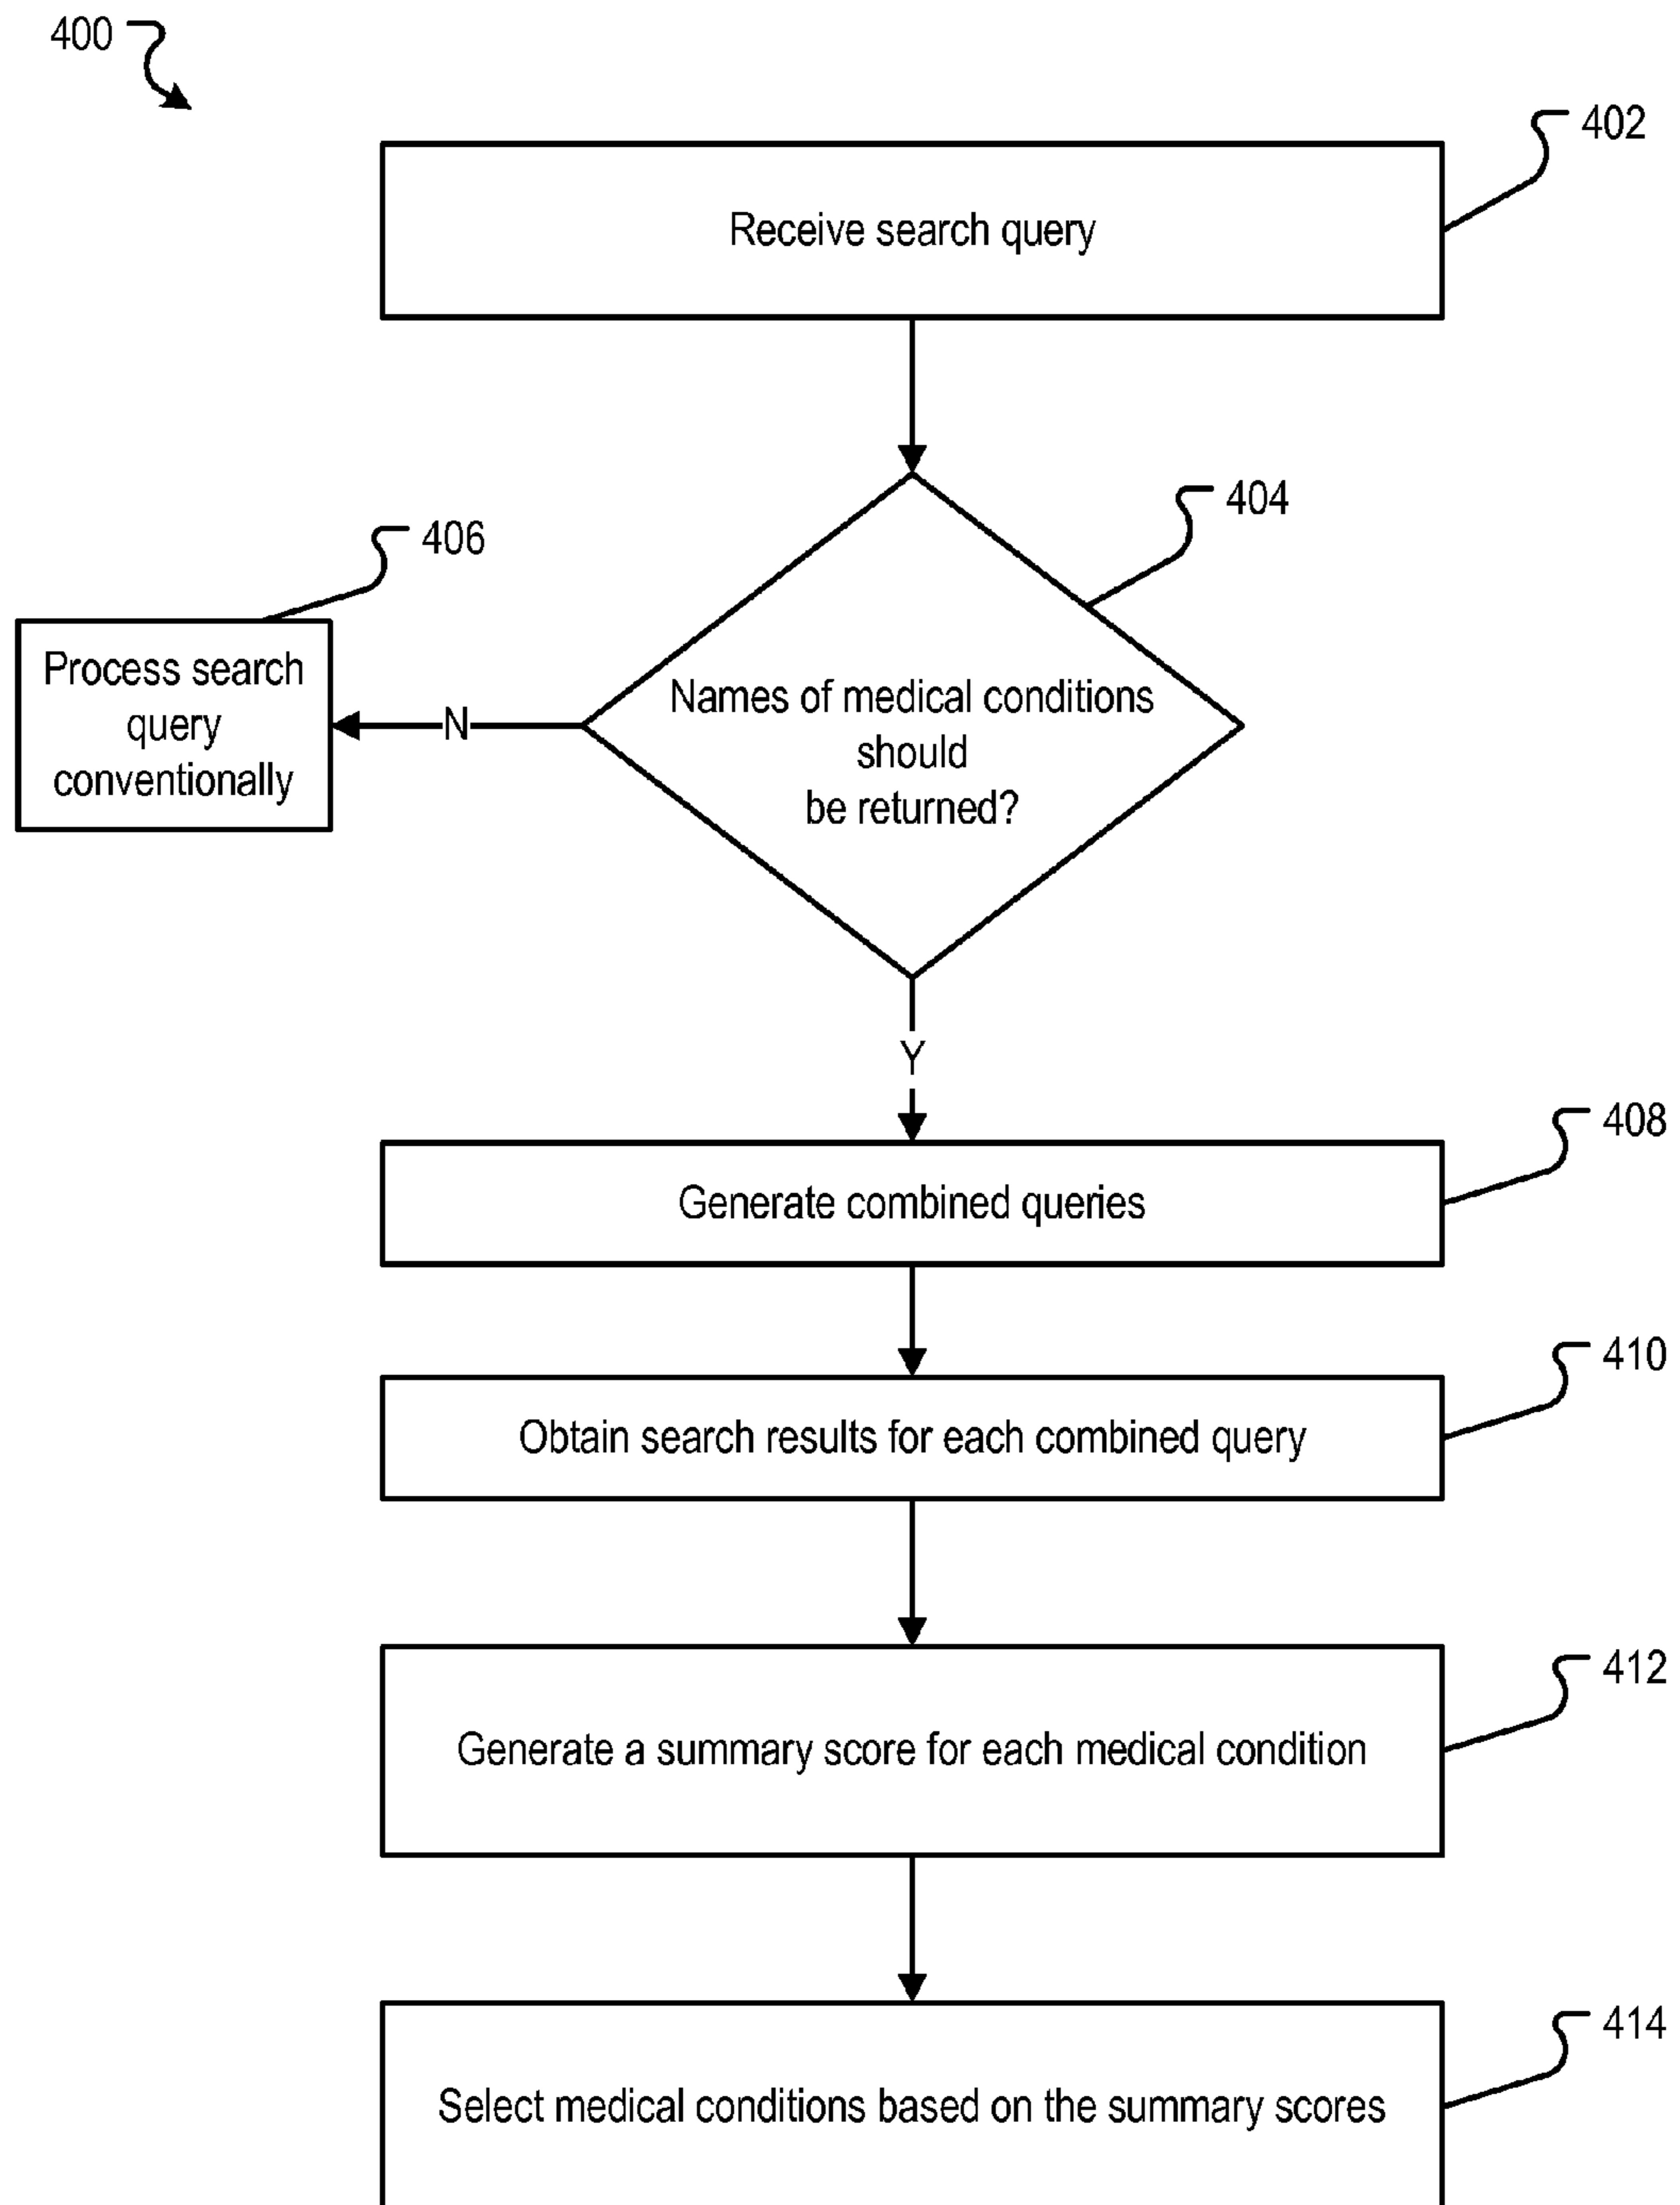 400
402
Receive search query
404
406
Process search
query
conventionally
N
Names of medical conditions
should
be returned?
Y
408
Generate combined queries
410
Obtain search results for each combined query
412
Generate a summary score for each medical condition
414
Select medical conditions based on the summary scores